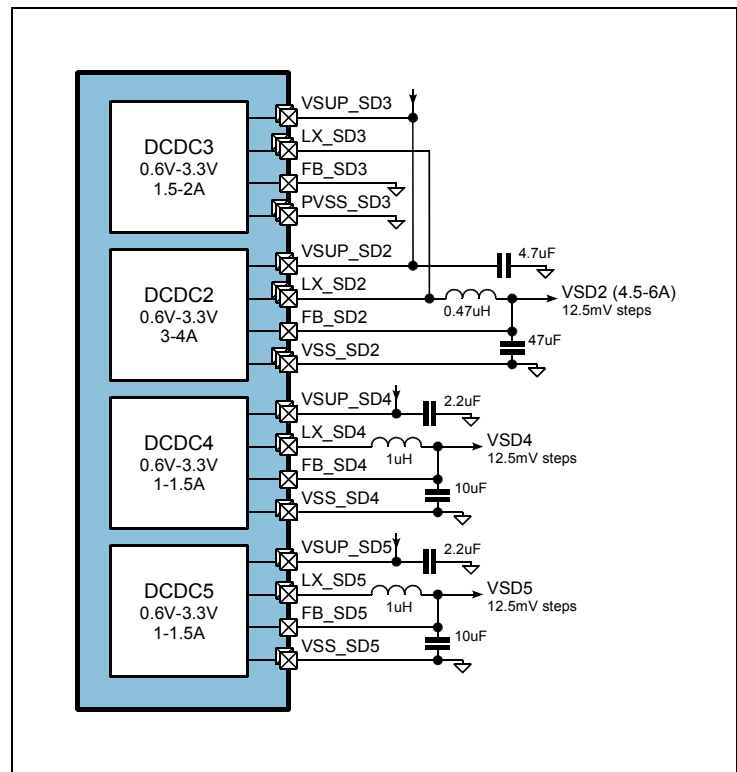 DCDC3
0.6V-3.3V
1.5-2A
VSUP_SD3
LX_SD3
FB_SD3
PVSS_SD3
DCDC2
0.6V-3.3V
3-4A
VSUP_SD2
LX_SD2
FB_SD2
VSS_SD2
4.7uF
0.47uH
VSD2 (4.5-6A)
12.5mV steps
47uF
DCDC4
0.6V-3.3V
1-1.5A
VSUP_SD4
LX_SD4
FB_SD4
VSS_SD4
2.2uF
1uH
VSD4
12.5mV steps
10uF
DCDC5
0.6V-3.3V
1-1.5A
VSUP_SD5
LX_SD5
FB_SD5
VSS_SD5
2.2uF
1uH
VSD5
12.5mV steps
10uF